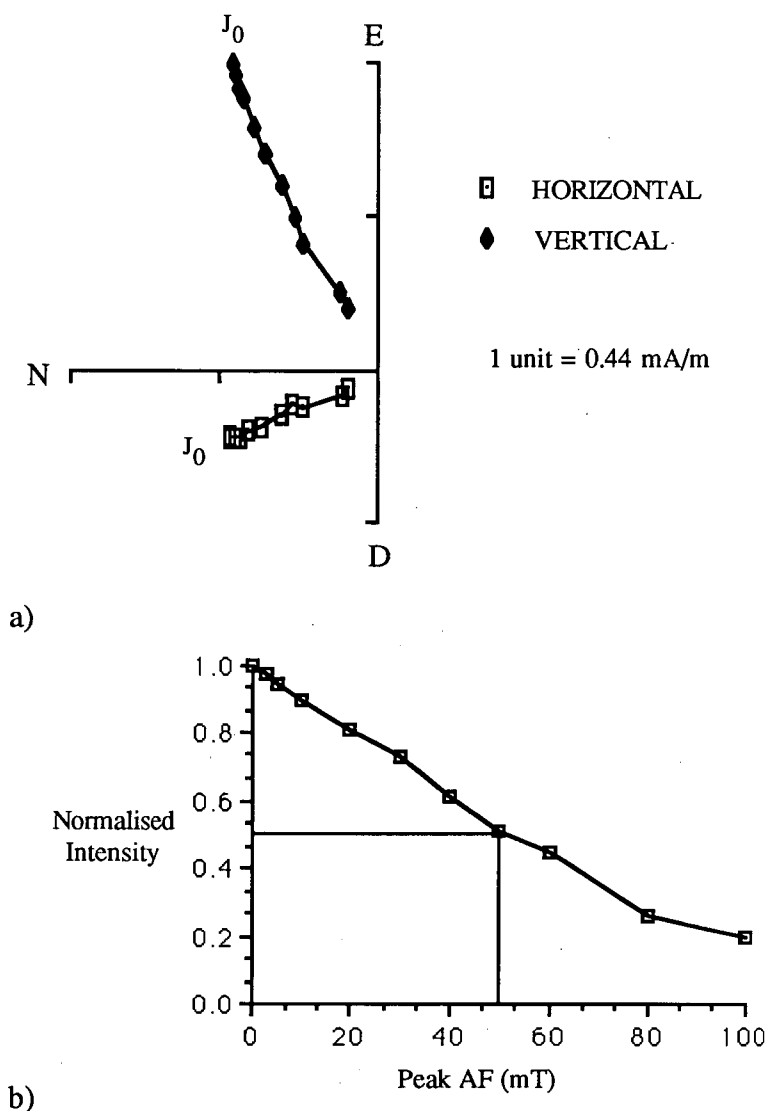 J0
E
HORIZONTAL
VERTICAL
N
1 unit = 0.44 mA/m
J0
D
a)
1.0
0.8
0.6
0.4
0.2
0.0
Normalised
Intensity
0 20 40 60 80 100
Peak AF (mT)
b)